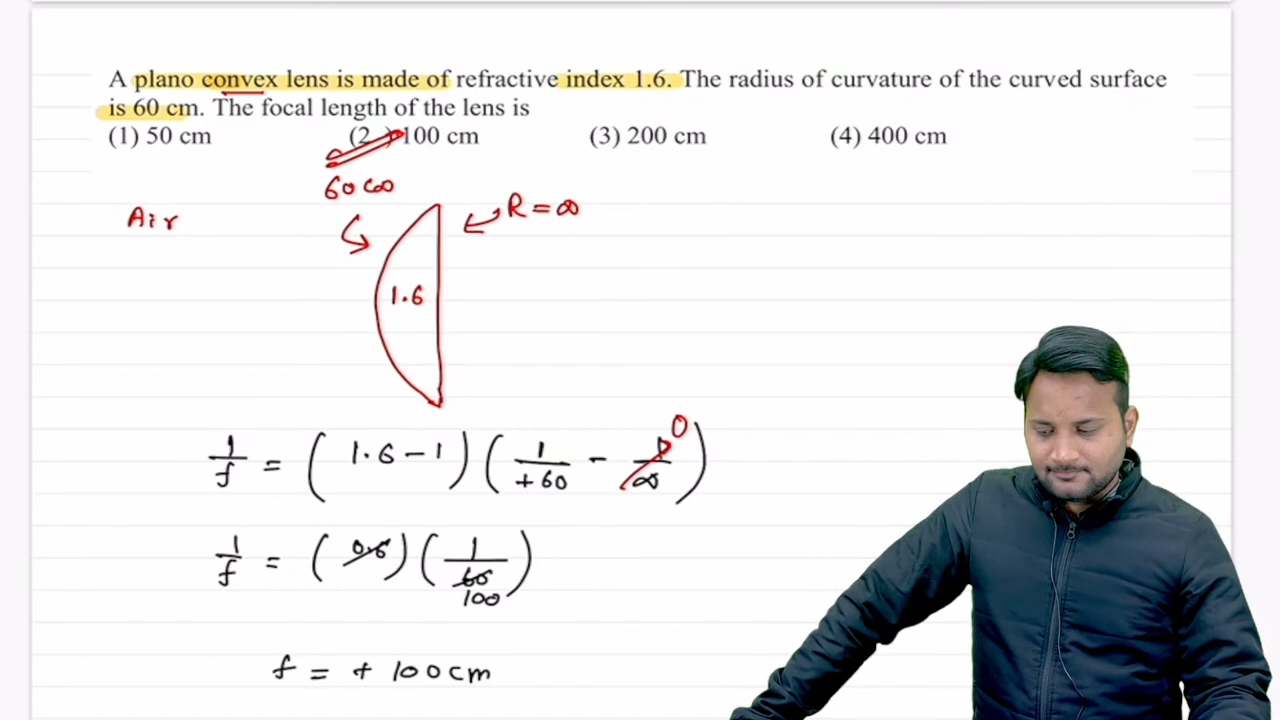 A plano convex lens is made of refractive index 1.6. The radius of curvature of the curved surface
is 60 cm. The focal length of the lens is
(1) 50 cm (2 ) 100 cm (3) 200 cm (4) 400 cm
60 cm
Air
R = ∞
1.6
1/f = (1.6 - 1) (1/+60 - 1/∞) 0
1/f = (0.6) (1/60)
100
f = + 100 cm